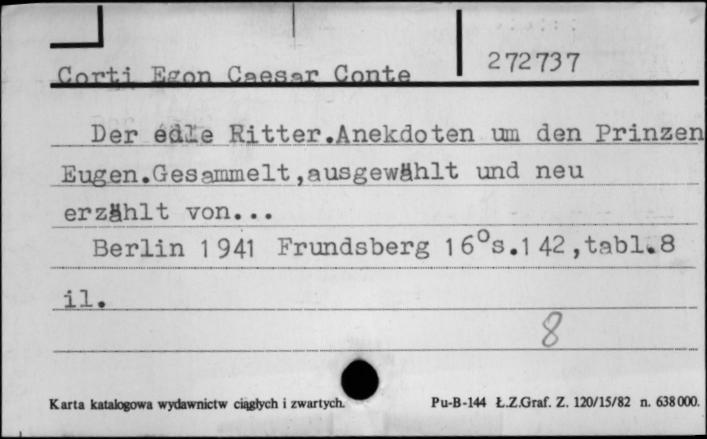 272737
Corti Egon Caesar Conte
Der edle Ritter.Anekdoten um den Prinzen
Eugen.Gesammelt,ausgewählt und neu
erzählt von...
Berlin 1941 Frundsberg 16°s.142,tabl.8
il.
8
Karta katalogowa wydawnictw ciągłych i zwartych.
Pu-B-144 Ł.Z.Graf. Z. 120/15/82 n. 638000.